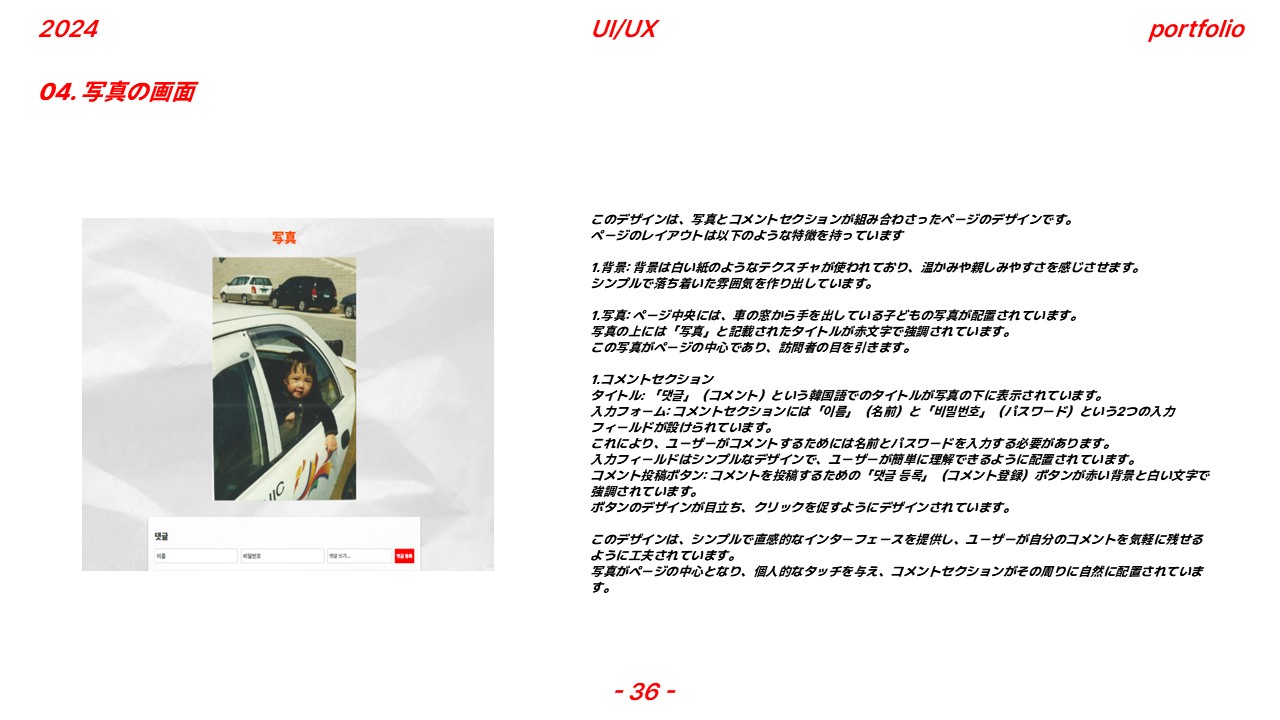 2024
UI/UX
portfolio
04. 写真の画面
写真
댓글
이름
비밀번호
댓글 쓰기...
댓글 등록
このデザインは、写真とコメントセクションが組み合わさったページのデザインです。
ページのレイアウトは以下のような特徴を持っています
1.背景: 背景は白い紙のようなテクスチャが使われており、温かみや親しみやすさを感じさせます。
シンプルで落ち着いた雰囲気を作り出しています。
1.写真: ページ中央には、車の窓から手を出している子どもの写真が配置されています。
写真の上には「写真」と記載されたタイトルが赤文字で強調されています。
この写真がページの中心であり、訪問者の目を引きます。
1.コメントセクション
タイトル: 「댓글」（コメント）という韓国語でのタイトルが写真の下に表示されています。
入力フォーム: コメントセクションには「이름」（名前）と「비밀번호」（パスワード）という2つの入力
フィールドが設けられています。
これにより、ユーザーがコメントするためには名前とパスワードを入力する必要があります。
入力フィールドはシンプルなデザインで、ユーザーが簡単に理解できるように配置されています。
コメント投稿ボタン: コメントを投稿するための「댓글 등록」（コメント登録）ボタンが赤い背景と白い文字で
強調されています。
ボタンのデザインが目立ち、クリックを促すようにデザインされています。
このデザインは、シンプルで直感的なインターフェースを提供し、ユーザーが自分のコメントを気軽に残せる
ように工夫されています。
写真がページの中心となり、個人的なタッチを与え、コメントセクションがその周りに自然に配置されていま
す。
- 36 -